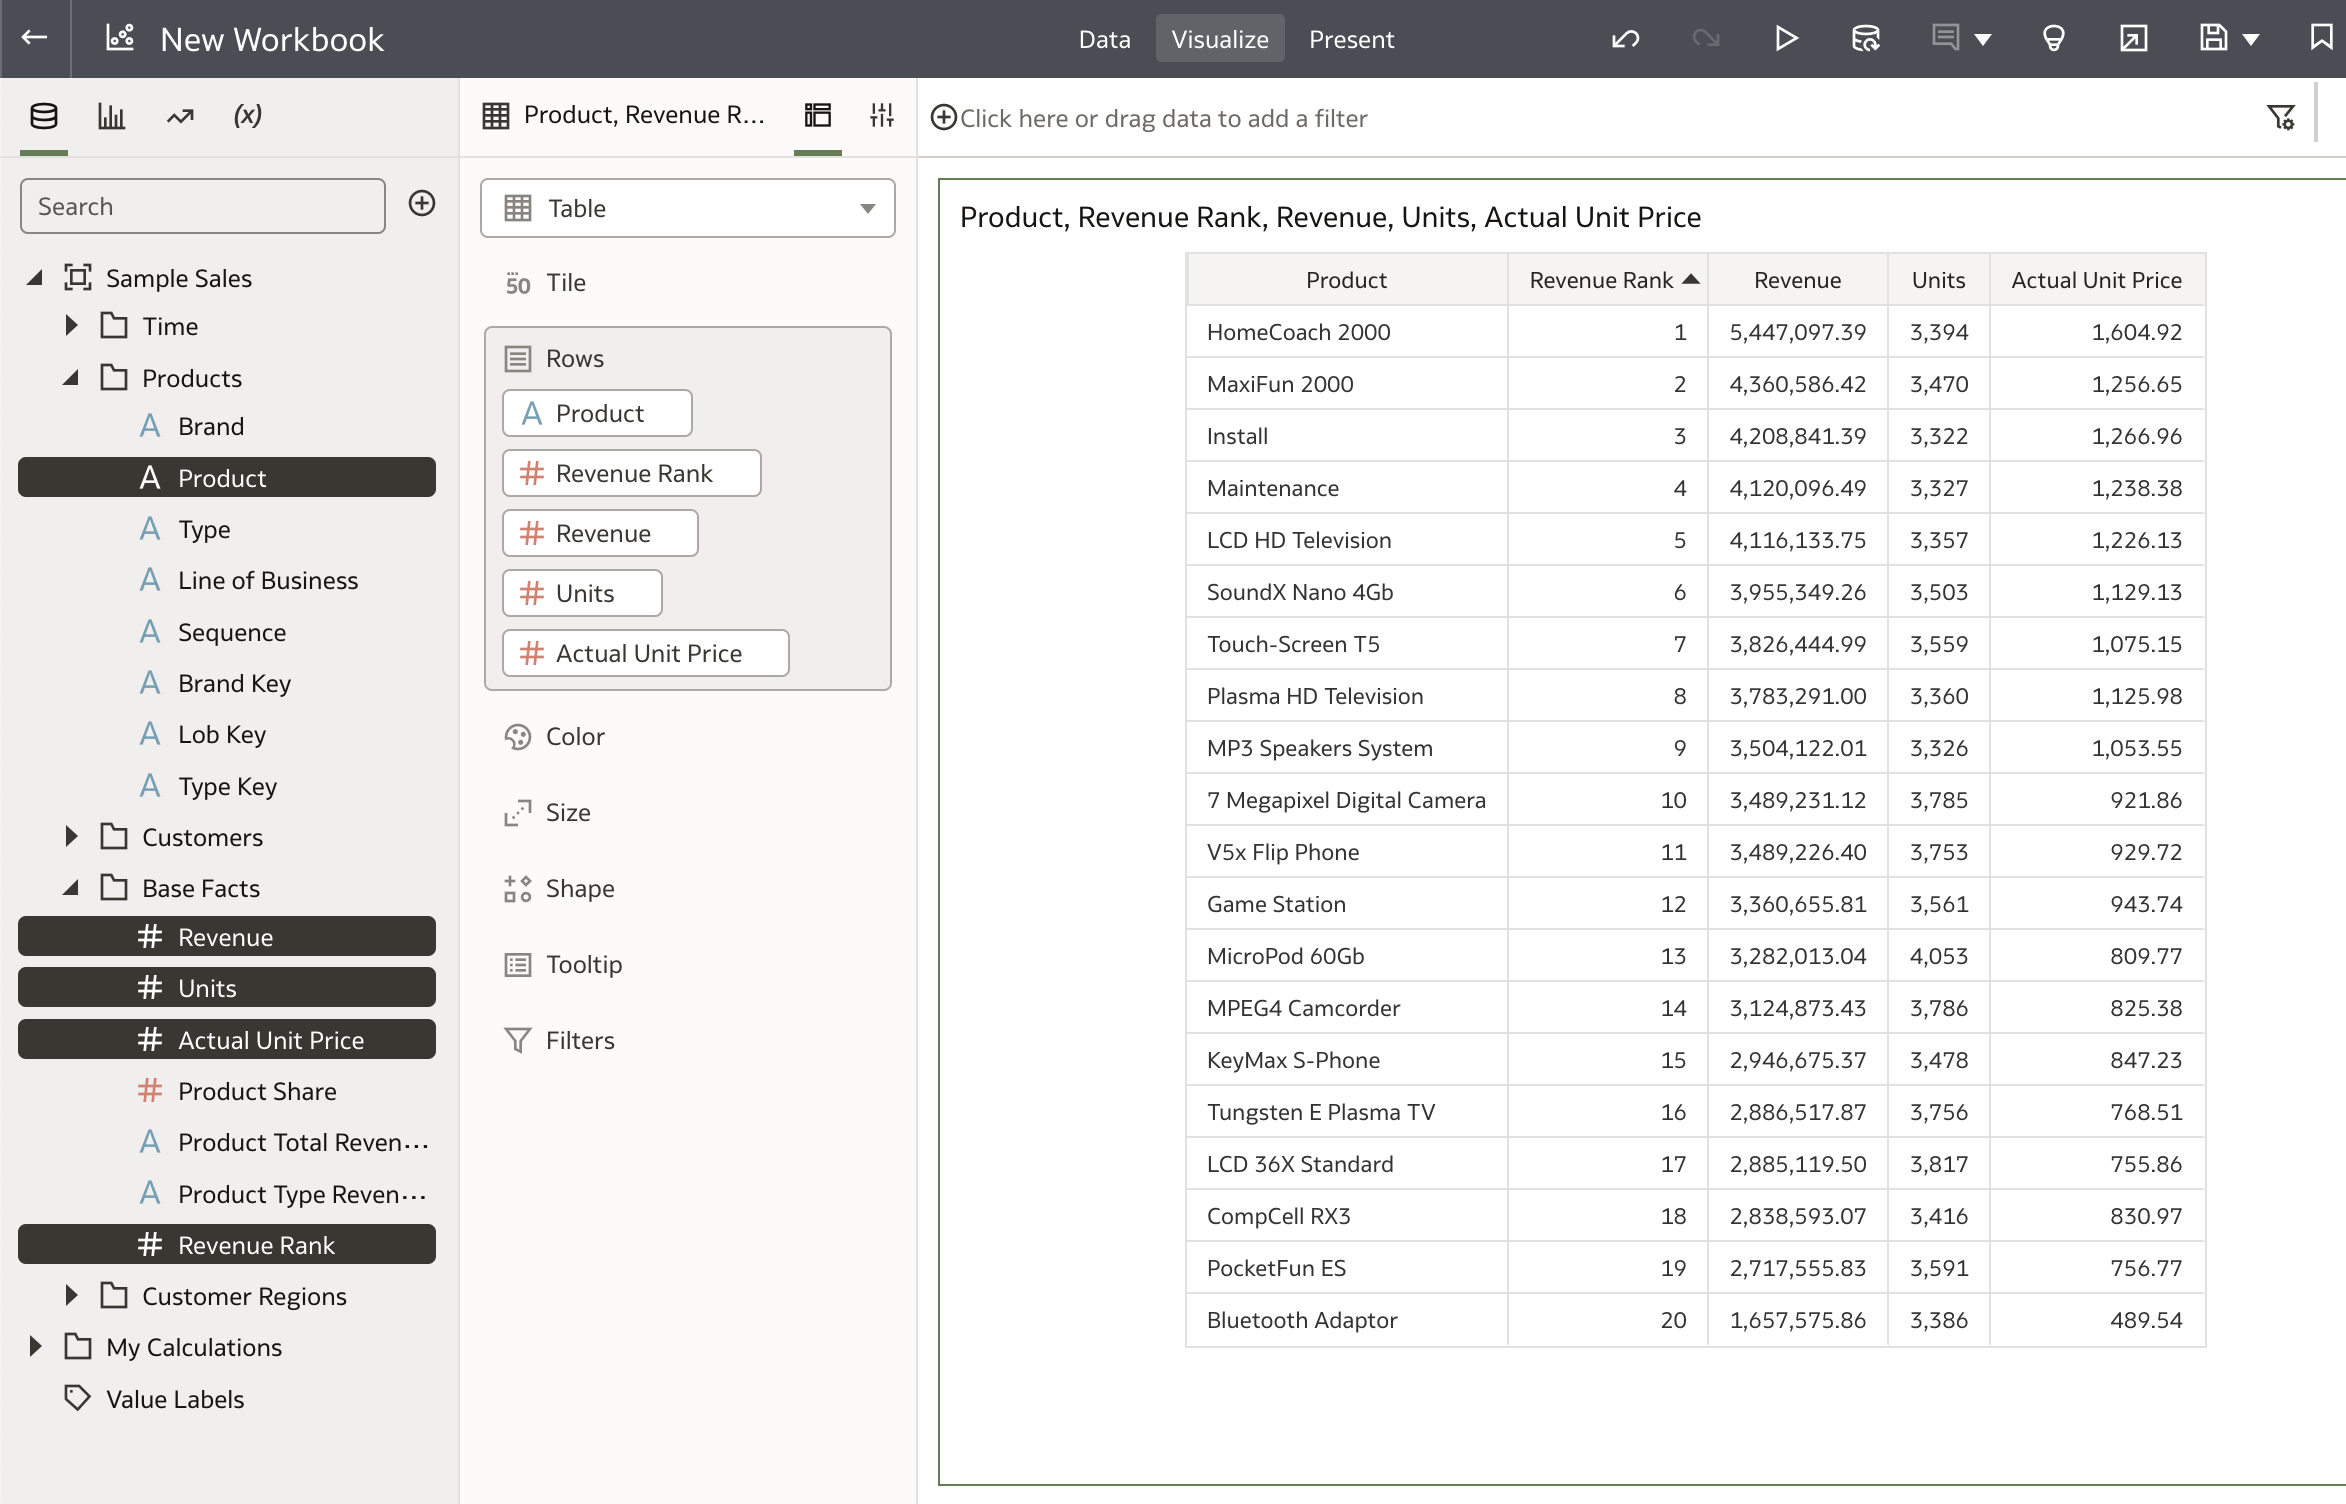 New Workbook
Data Visualize Present
(x)
Product, Revenue R...
Click here or drag data to add a filter
Search
Sample Sales
Time
Products
Brand
Product
Type
Line of Business
Sequence
Brand Key
Lob Key
Type Key
Customers
Base Facts
# Revenue
# Units
# Actual Unit Price
# Product Share
Product Total Reven...
Product Type Reven...
# Revenue Rank
Customer Regions
My Calculations
Value Labels
Table
50 Tile
Rows
A Product
# Revenue Rank
# Revenue
# Units
# Actual Unit Price
Color
Size
Shape
Tooltip
Filters
Product, Revenue Rank, Revenue, Units, Actual Unit Price
Product Revenue Rank Revenue Units Actual Unit Price
HomeCoach 2000 1 5,447,097.39 3,394 1,604.92
MaxiFun 2000 2 4,360,586.42 3,470 1,256.65
Install 3 4,208,841.39 3,322 1,266.96
Maintenance 4 4,120,096.49 3,327 1,238.38
LCD HD Television 5 4,116,133.75 3,357 1,226.13
SoundX Nano 4Gb 6 3,955,349.26 3,503 1,129.13
Touch-Screen T5 7 3,826,444.99 3,559 1,075.15
Plasma HD Television 8 3,783,291.00 3,360 1,125.98
MP3 Speakers System 9 3,504,122.01 3,326 1,053.55
7 Megapixel Digital Camera 10 3,489,231.12 3,785 921.86
V5x Flip Phone 11 3,489,226.40 3,753 929.72
Game Station 12 3,360,655.81 3,561 943.74
MicroPod 60Gb 13 3,282,013.04 4,053 809.77
MPEG4 Camcorder 14 3,124,873.43 3,786 825.38
KeyMax S-Phone 15 2,946,675.37 3,478 847.23
Tungsten E Plasma TV 16 2,886,517.87 3,756 768.51
LCD 36X Standard 17 2,885,119.50 3,817 755.86
CompCell RX3 18 2,838,593.07 3,416 830.97
PocketFun ES 19 2,717,555.83 3,591 756.77
Bluetooth Adaptor 20 1,657,575.86 3,386 489.54